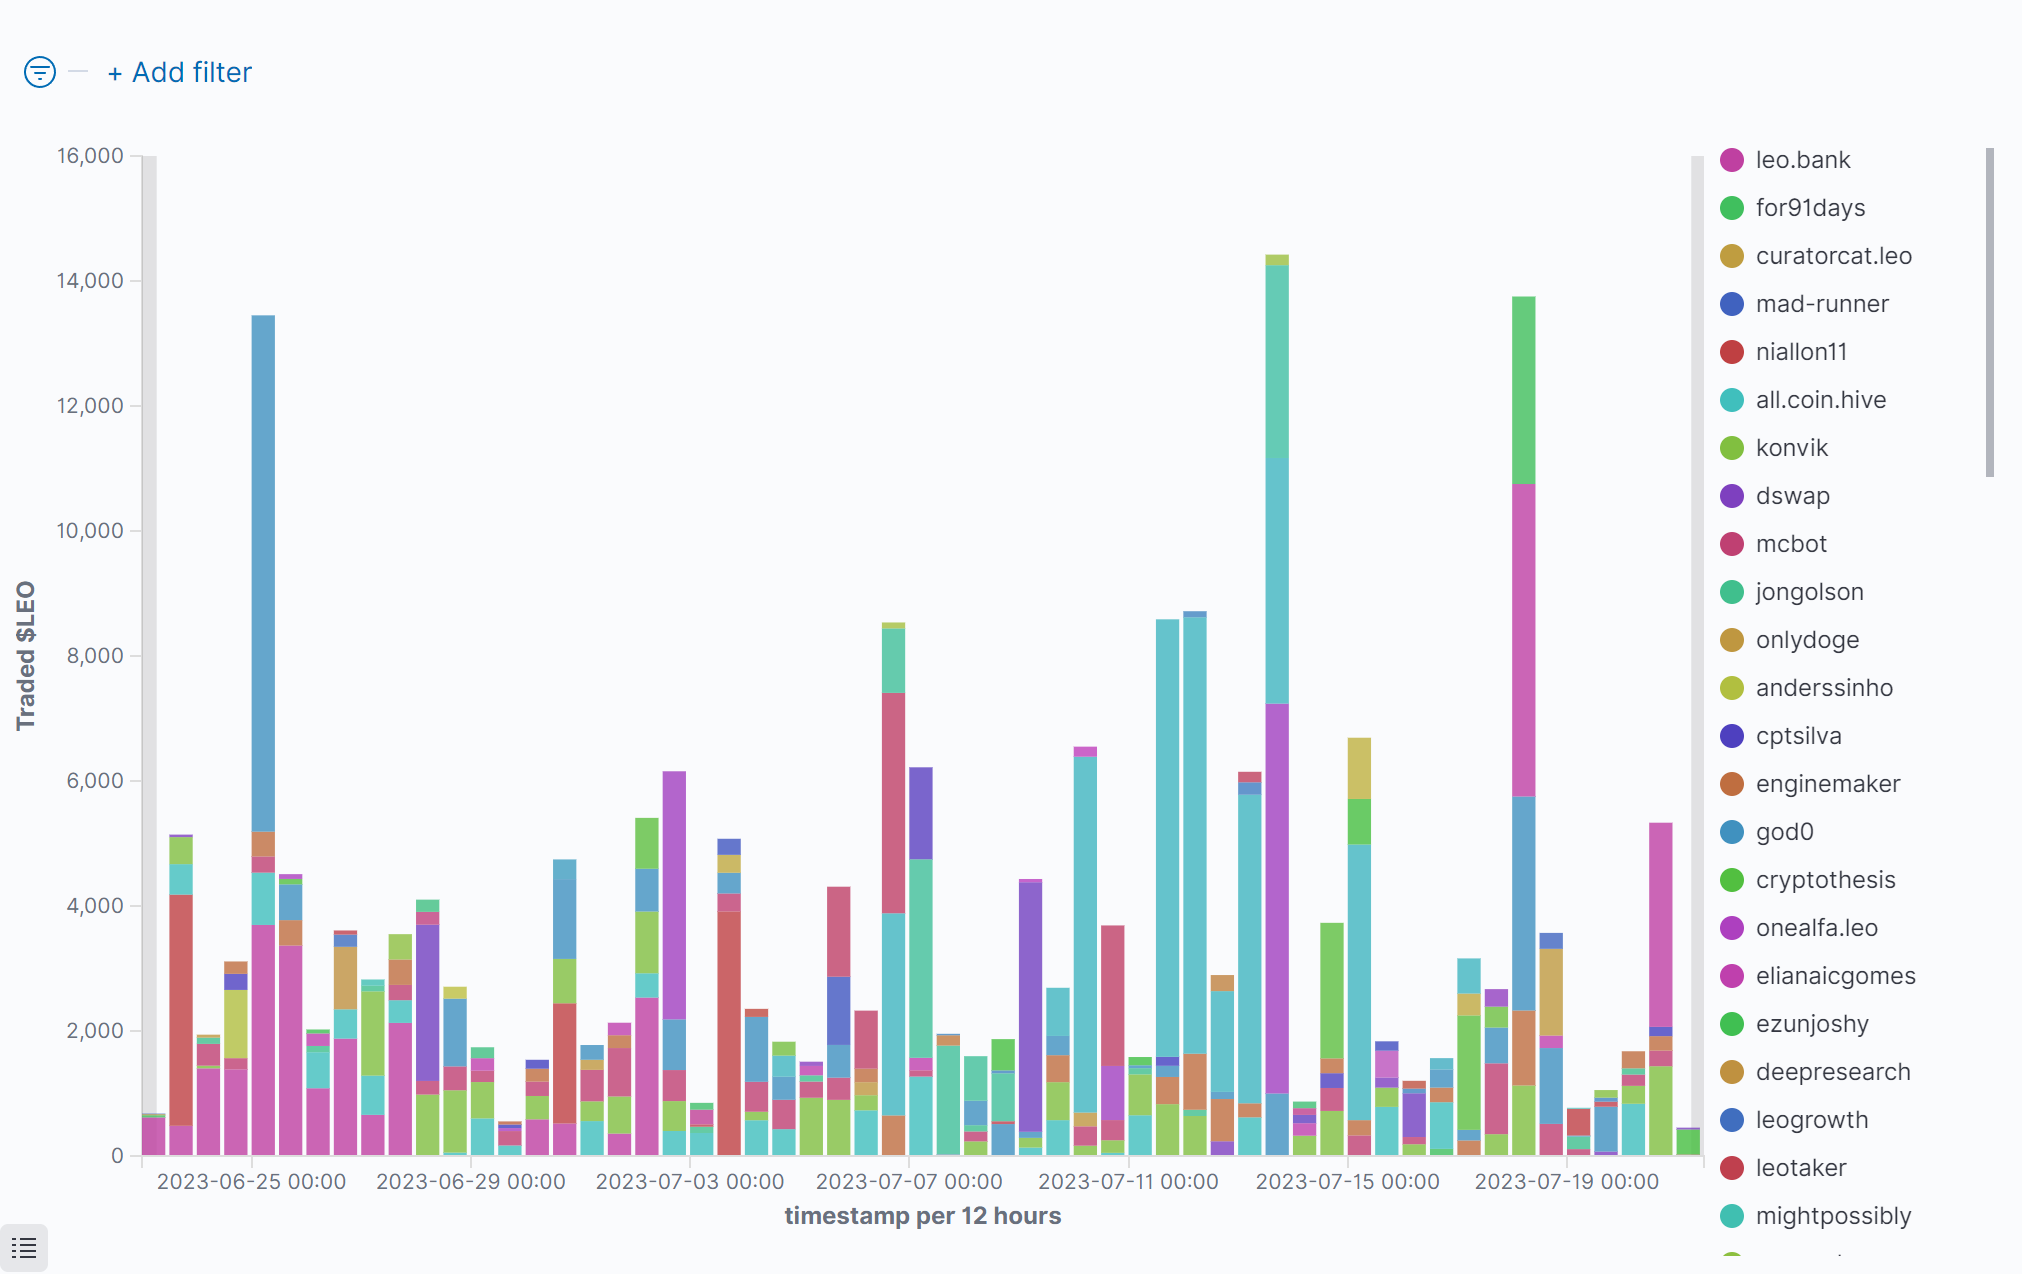 + Add filter
Traded $LEO
16,000
14,000
12,000
10,000
8,000
6,000
4,000
2,000
0
2023-06-25 00:00
2023-06-29 00:00
2023-07-03 00:00
2023-07-07 00:00
2023-07-11 00:00
2023-07-15 00:00
2023-07-19 00:00
timestamp per 12 hours
leo.bank
for91days
curatorcat.leo
mad-runner
niallon11
all.coin.hive
konvik
dswap
mcbot
jongolson
onlydoge
anderssinho
cptsilva
enginemaker
god0
cryptothesis
onealfa.leo
elianaicgomes
ezunjoshy
deepresearch
leogrowth
leotaker
mightpossibly